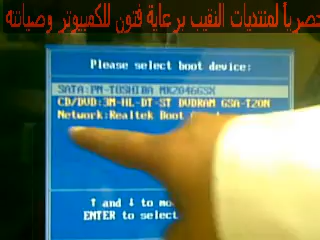 حصرياً لمنتديات النقيب برعاية فنون للكمبيوتر وصيانته
Please select boot device:
SATA:PM-TOSHIBA MK2046GSX
CD/DVD:3M-HL-DT-ST DVDRAM GSA-T20N
Network:Realtek Boot
↑ and ↓ to
ENTER to select